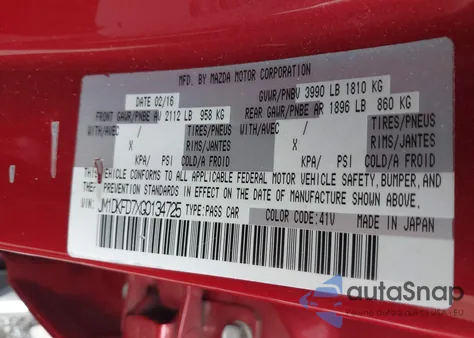 MFD. BY MAZDA MOTOR CORPORATION
DATE 02/16 GVWR/PNBV 3990 LB 1810 KG
FRONT GAWR/PNBE AV 2112 LB 958 KG REAR GAWR/PNBE AR 1896 LB 860 KG
WITH/AVEC / TIRES/PNEUS WITH/AVEC / TIRES/PNEUS
X RIMS/JANTES X RIMS/JANTES
KPA/ PSI COLD/A FROID KPA/ PSI COLD/A FROID
THIS VEHICLE CONFORMS TO ALL APPLICABLE FEDERAL MOTOR VEHICLE SAFETY, BUMPER, AND
THEFT PREVENTION STANDARDS IN EFFECT ON THE DATE OF MANUFACTURE SHOWN ABOVE.
VIN: JM1DKFD7XG0134725 TYPE:PASS CAR COLOR CODE:41V MADE IN JAPAN
autoSnap